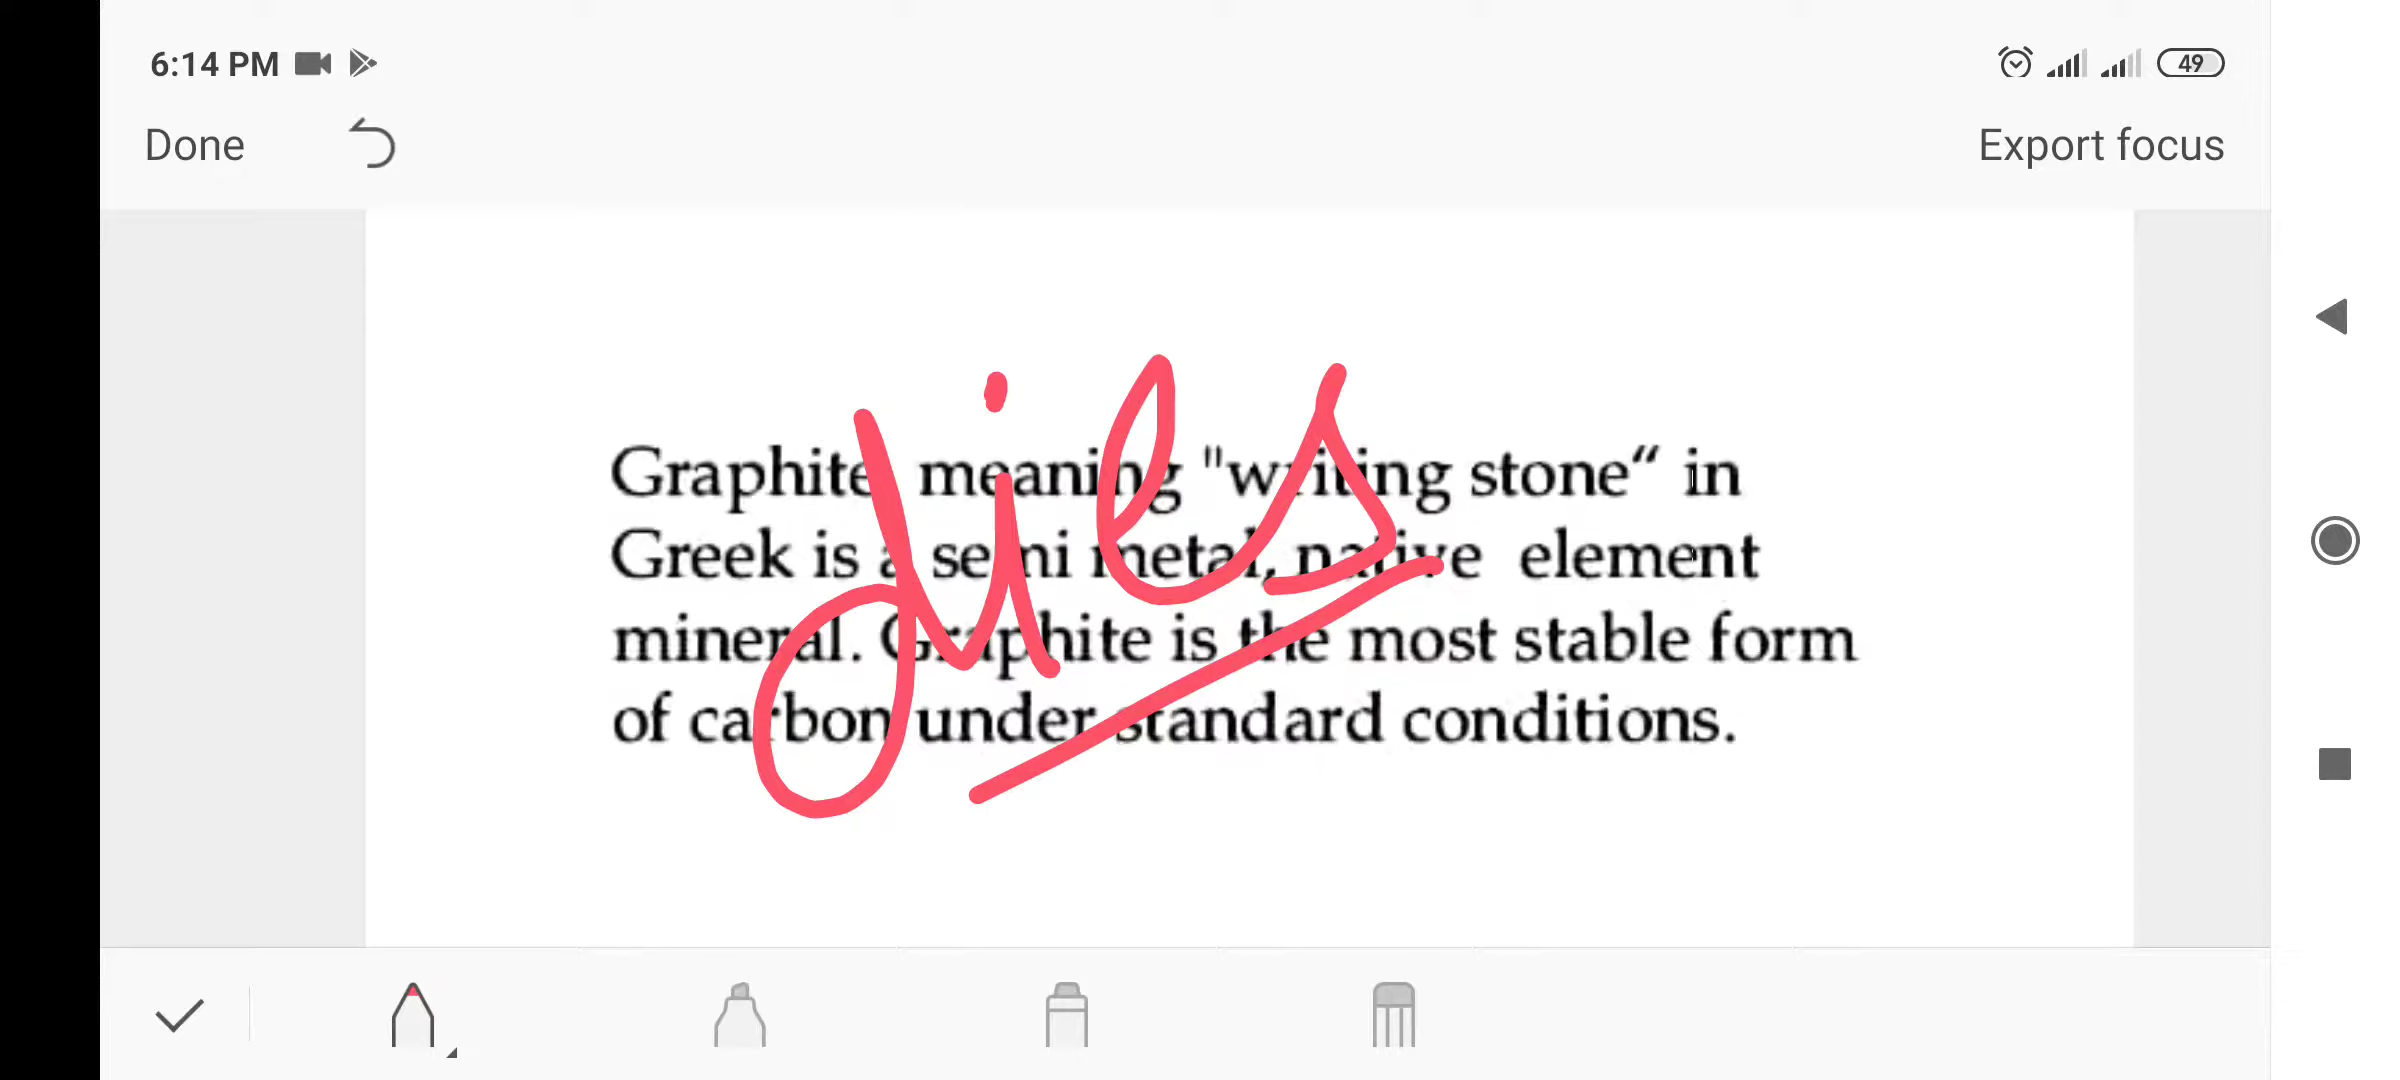 6:14 PM 49
Done Export focus
Graphite meaning "writing stone“ in
Greek is a semi metal, native element
mineral. Graphite is the most stable form
of carbon under standard conditions.
dies